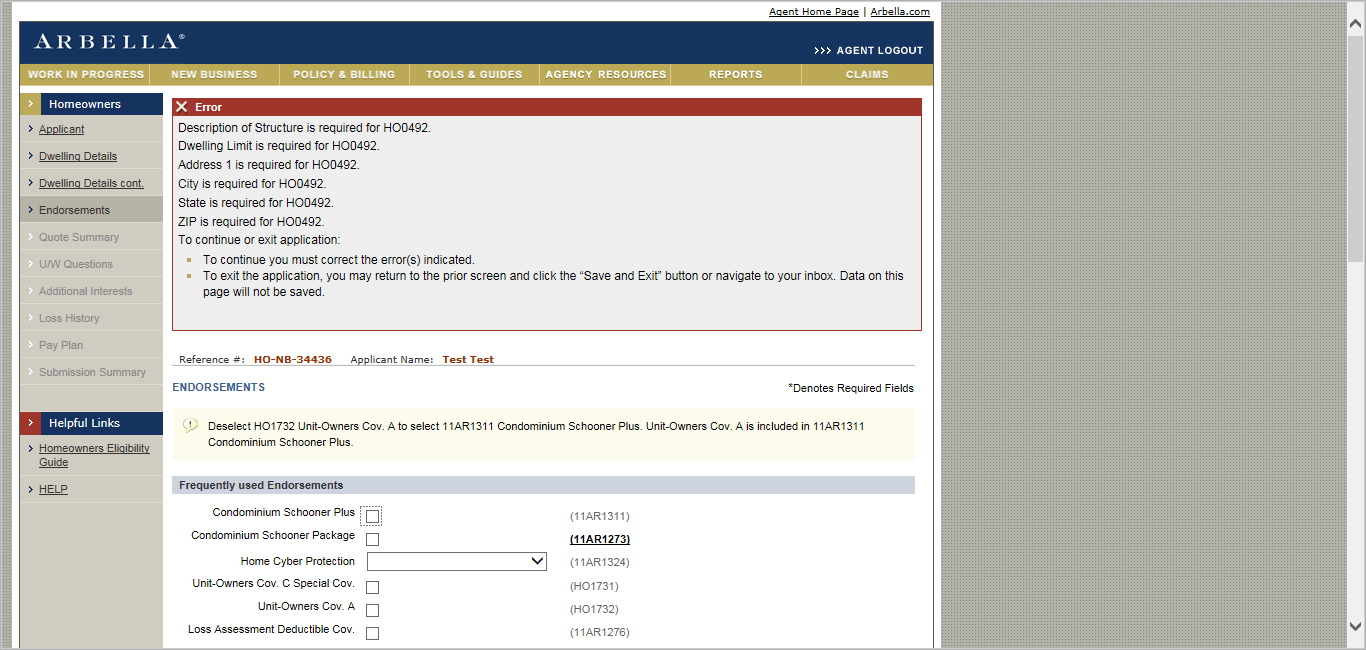 Agent Home Page | Arbella.com
ARBELLA®
>>> AGENT LOGOUT
WORK IN PROGRESS NEW BUSINESS POLICY & BILLING TOOLS & GUIDES AGENCY RESOURCES REPORTS CLAIMS
Homeowners
Applicant
Dwelling Details
Dwelling Details cont.
Endorsements
Quote Summary
U/W Questions
Additional Interests
Loss History
Pay Plan
Submission Summary
Helpful Links
Homeowners Eligibility
Guide
HELP
Error
Description of Structure is required for HO0492.
Dwelling Limit is required for HO0492.
Address 1 is required for HO0492.
City is required for HO0492.
State is required for HO0492.
ZIP is required for HO0492.
To continue or exit application:
To continue you must correct the error(s) indicated.
To exit the application, you may return to the prior screen and click the “Save and Exit” button or navigate to your inbox. Data on this
page will not be saved.
Reference #: HO-NB-34436 Applicant Name: Test Test
ENDORSEMENTS
*Denotes Required Fields
Deselect HO1732 Unit-Owners Cov. A to select 11AR1311 Condominium Schooner Plus. Unit-Owners Cov. A is included in 11AR1311
Condominium Schooner Plus.
Frequently used Endorsements
Condominium Schooner Plus (11AR1311)
Condominium Schooner Package (11AR1273)
Home Cyber Protection (11AR1324)
Unit-Owners Cov. C Special Cov. (HO1731)
Unit-Owners Cov. A (HO1732)
Loss Assessment Deductible Cov. (11AR1276)